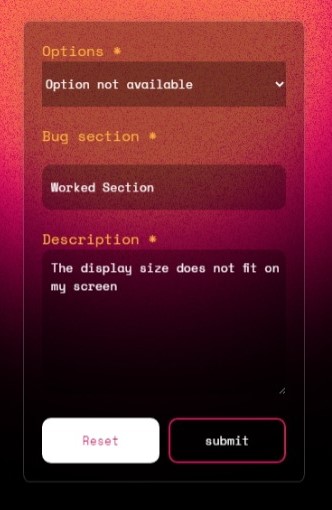 Options *
Option not available
Bug section *
Worked Section
Description *
The display size does not fit on
my screen
Reset
submit